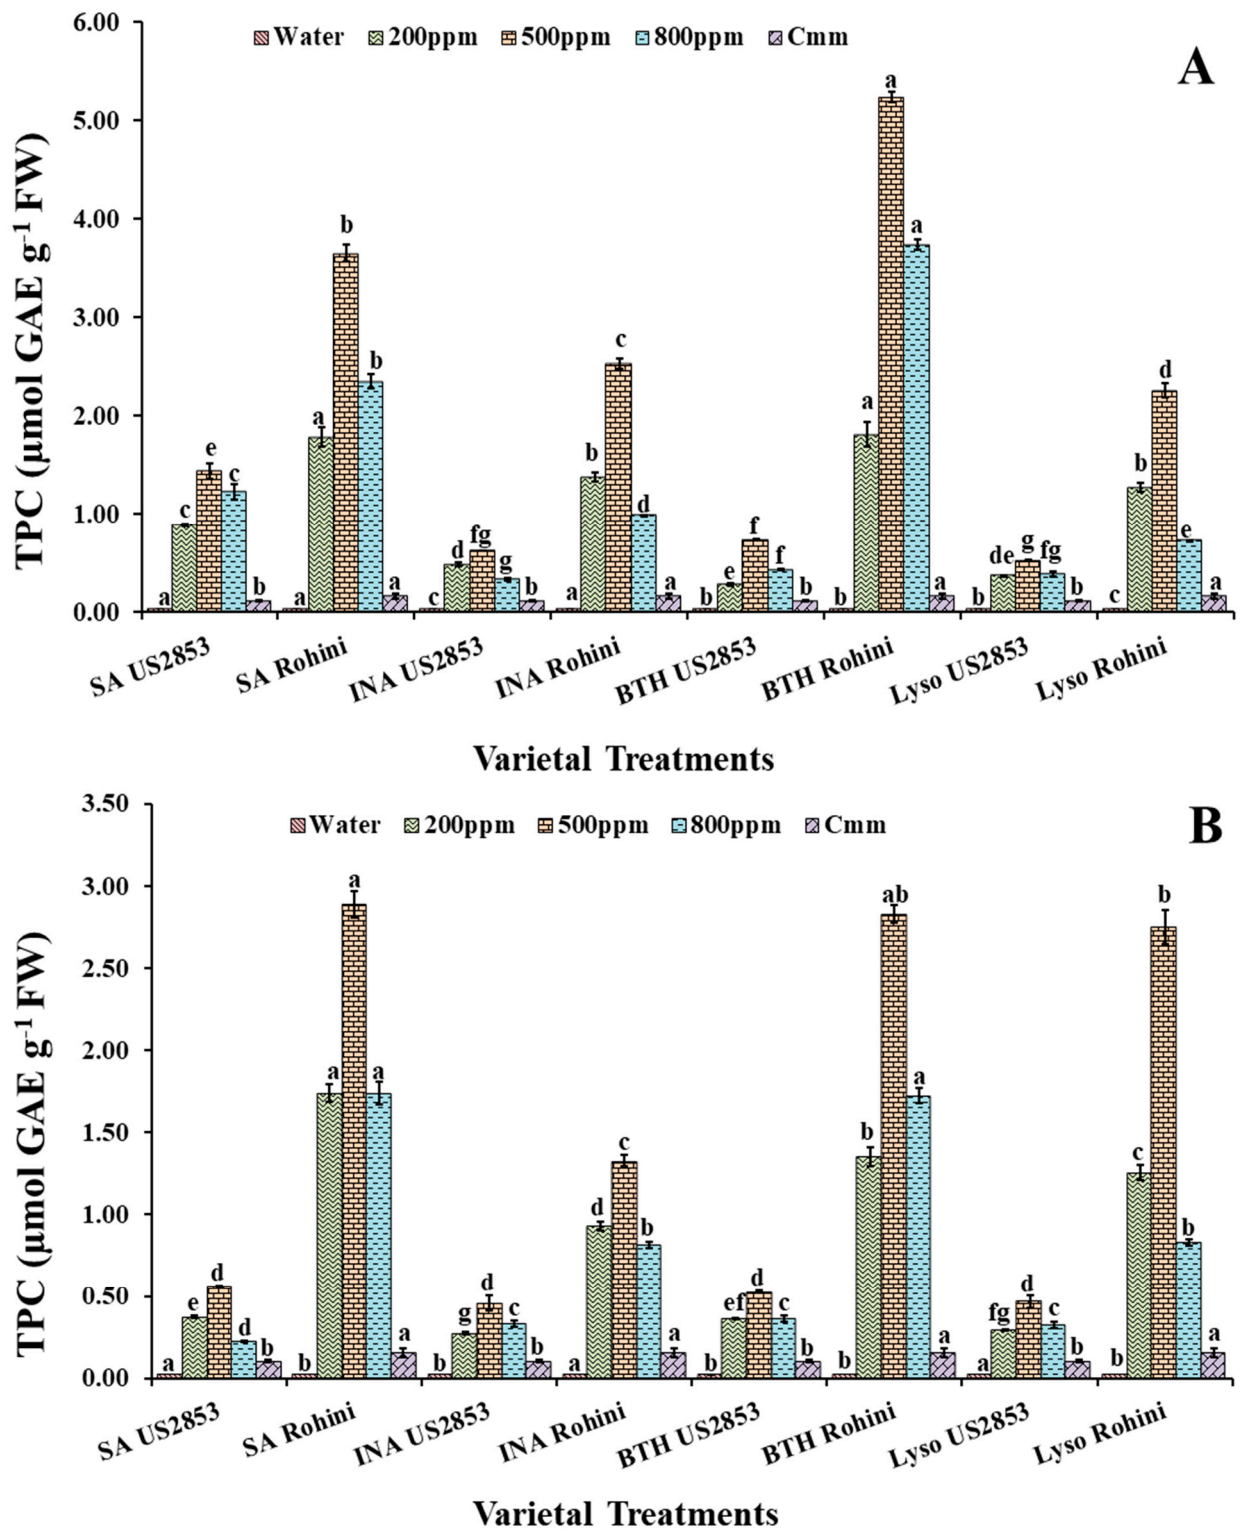 6.00
Water 200ppm 500ppm 800ppm Cmm
A
5.00
4.00
3.00
2.00
1.00
0.00
TPC (µmol GAE g-1 FW)
a c e c b
a a b b a
c d fg g b
a b c d a
b e f f b
b a a a a
b de g fg b
c b d e a
SA US2853
SA Rohini
INA US2853
INA Rohini
BTH US2853
BTH Rohini
Lyso US2853
Lyso Rohini
Varietal Treatments
3.50
Water 200ppm 500ppm 800ppm Cmm
B
3.00
2.50
2.00
1.50
1.00
0.50
0.00
TPC (µmol GAE g-1 FW)
a e d d b
b a a a a
b g d c b
a d c b a
b ef d c b
b b ab a a
a fg d c b
b c b b a
SA US2853
SA Rohini
INA US2853
INA Rohini
BTH US2853
BTH Rohini
Lyso US2853
Lyso Rohini
Varietal Treatments